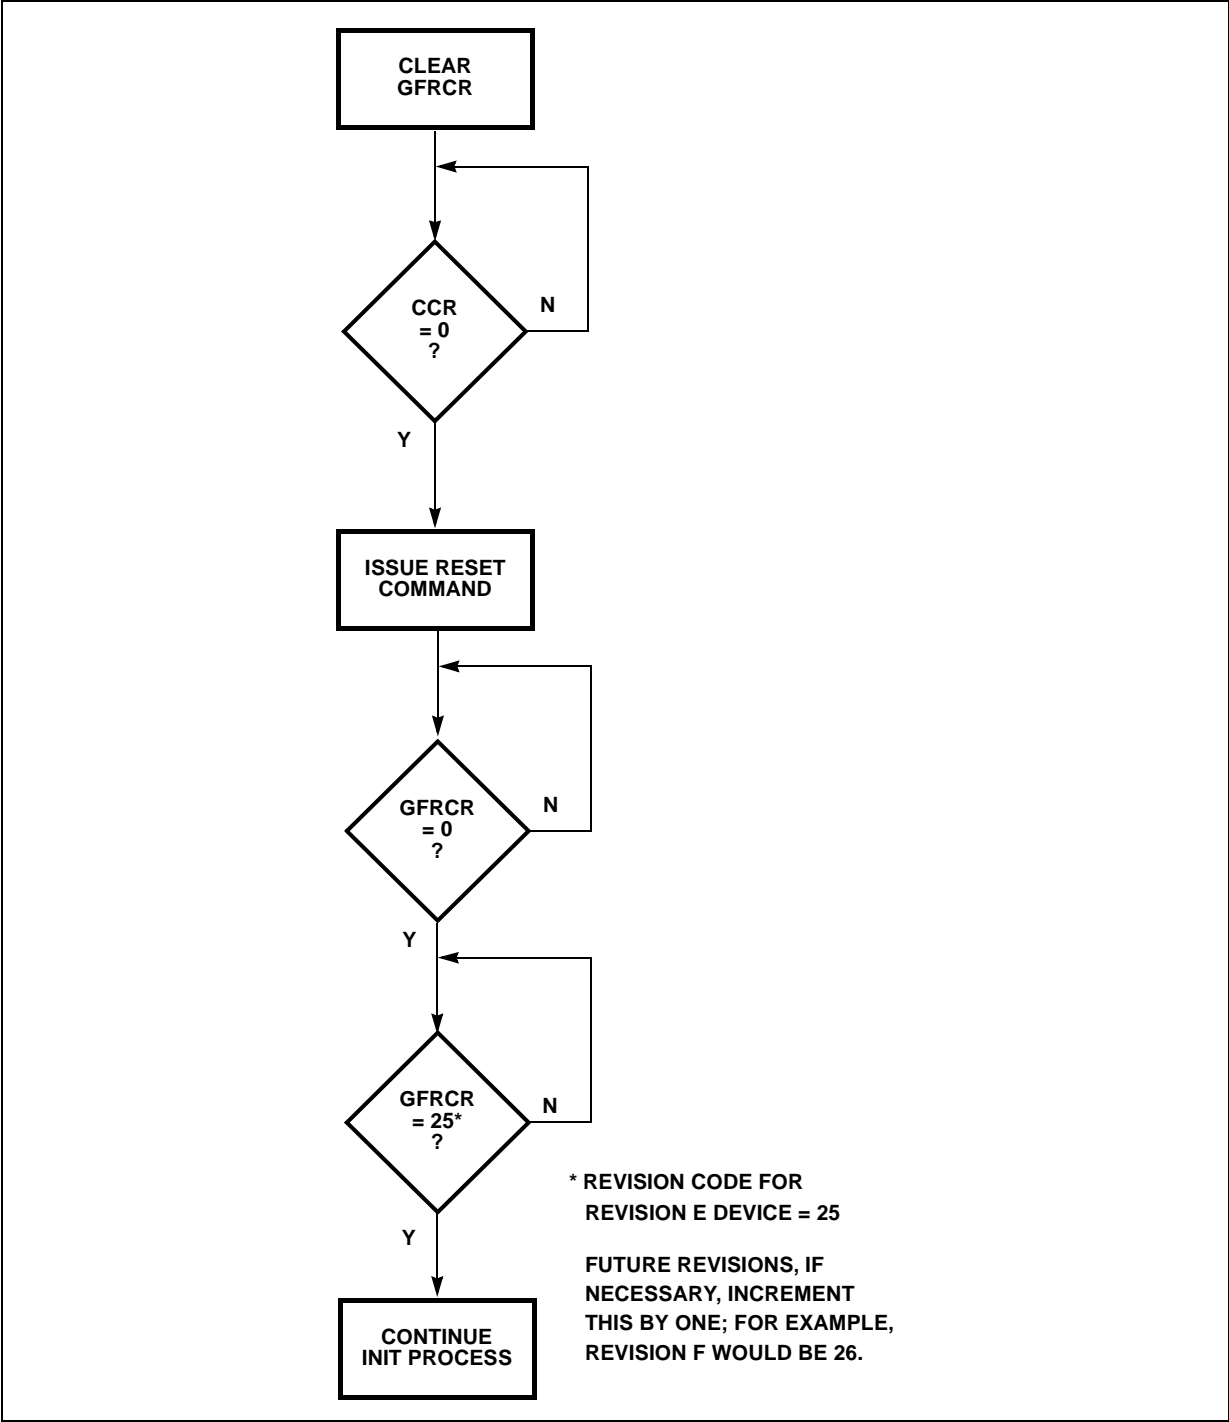 CLEAR
GFRCR
CCR
= 0
?
N
Y
ISSUE RESET
COMMAND
GFRCR
= 0
?
N
Y
GFRCR
= 25*
?
N
Y
* REVISION CODE FOR
REVISION E DEVICE = 25
FUTURE REVISIONS, IF
NECESSARY, INCREMENT
THIS BY ONE; FOR EXAMPLE,
REVISION F WOULD BE 26.
CONTINUE
INIT PROCESS